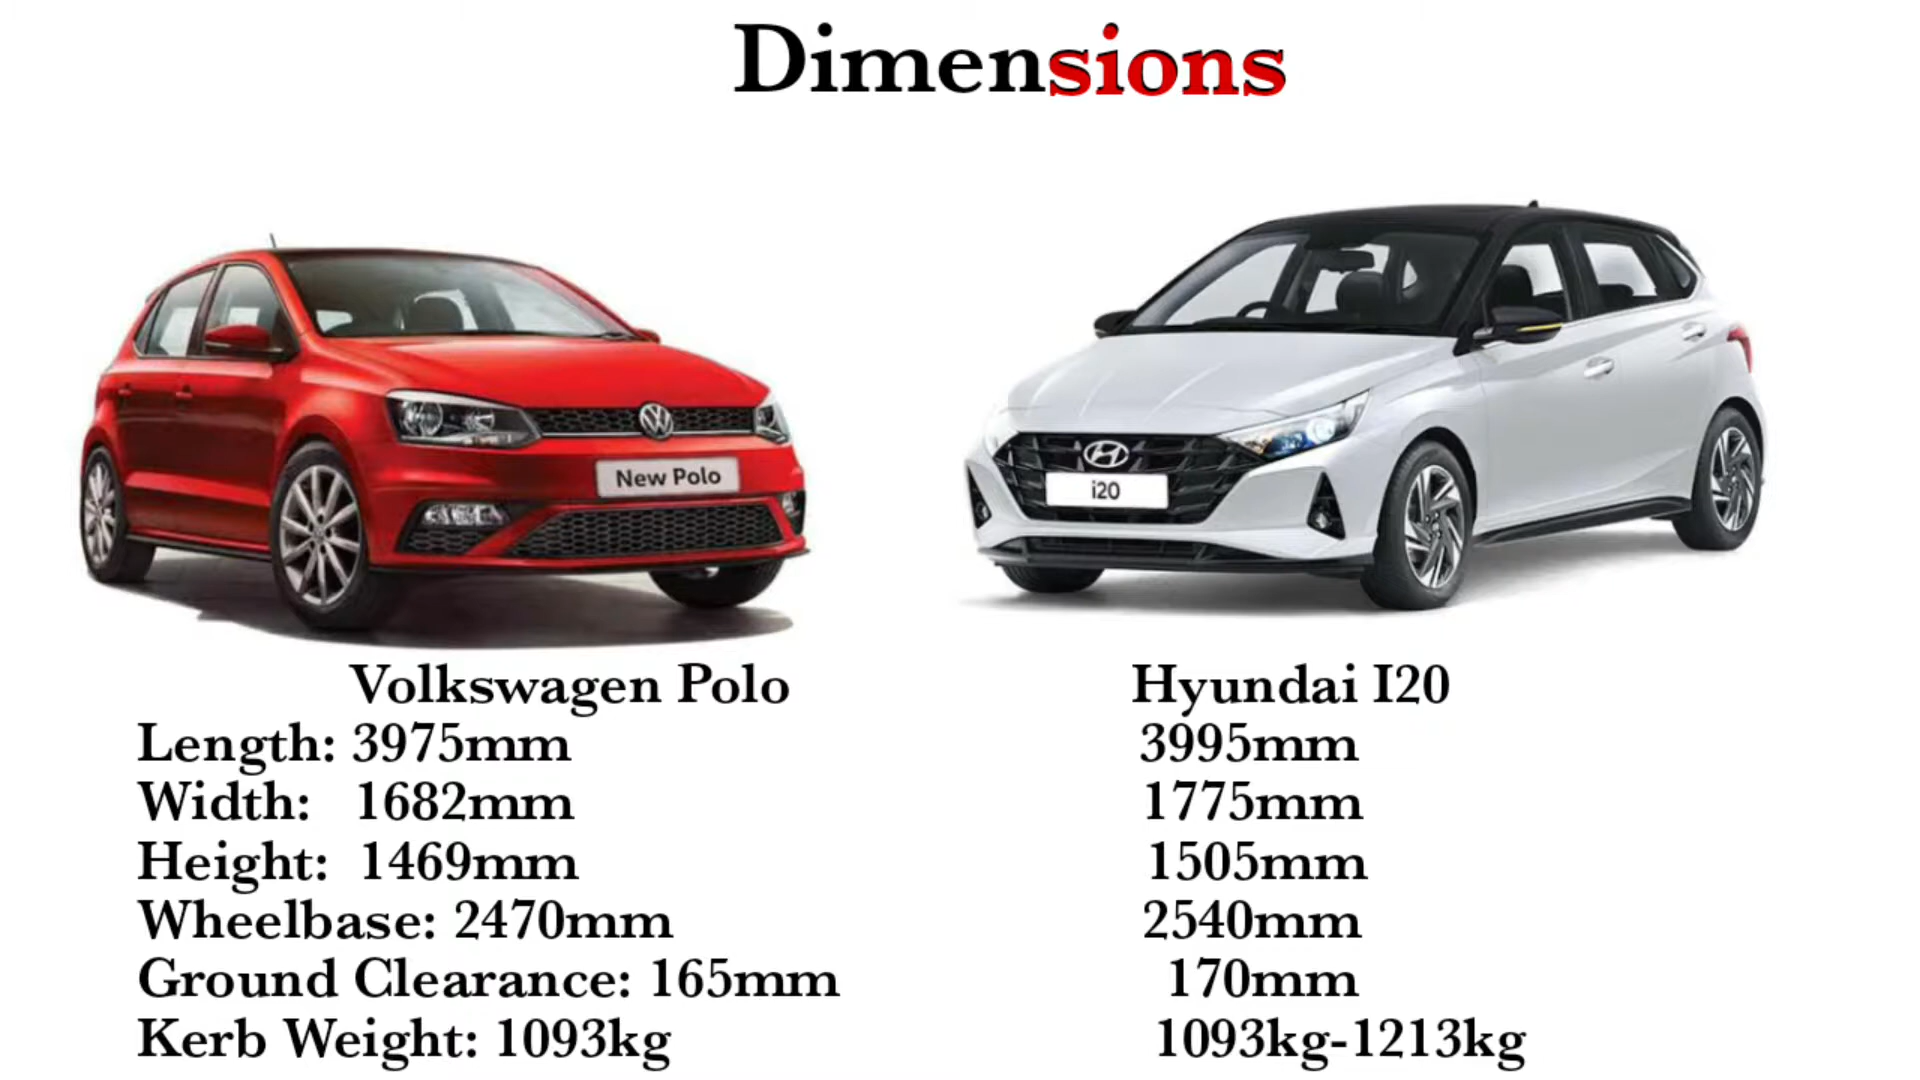 Dimensions
New Polo
i20
Volkswagen Polo Hyundai I20
Length: 3975mm 3995mm
Width: 1682mm 1775mm
Height: 1469mm 1505mm
Wheelbase: 2470mm 2540mm
Ground Clearance: 165mm 170mm
Kerb Weight: 1093kg 1093kg-1213kg